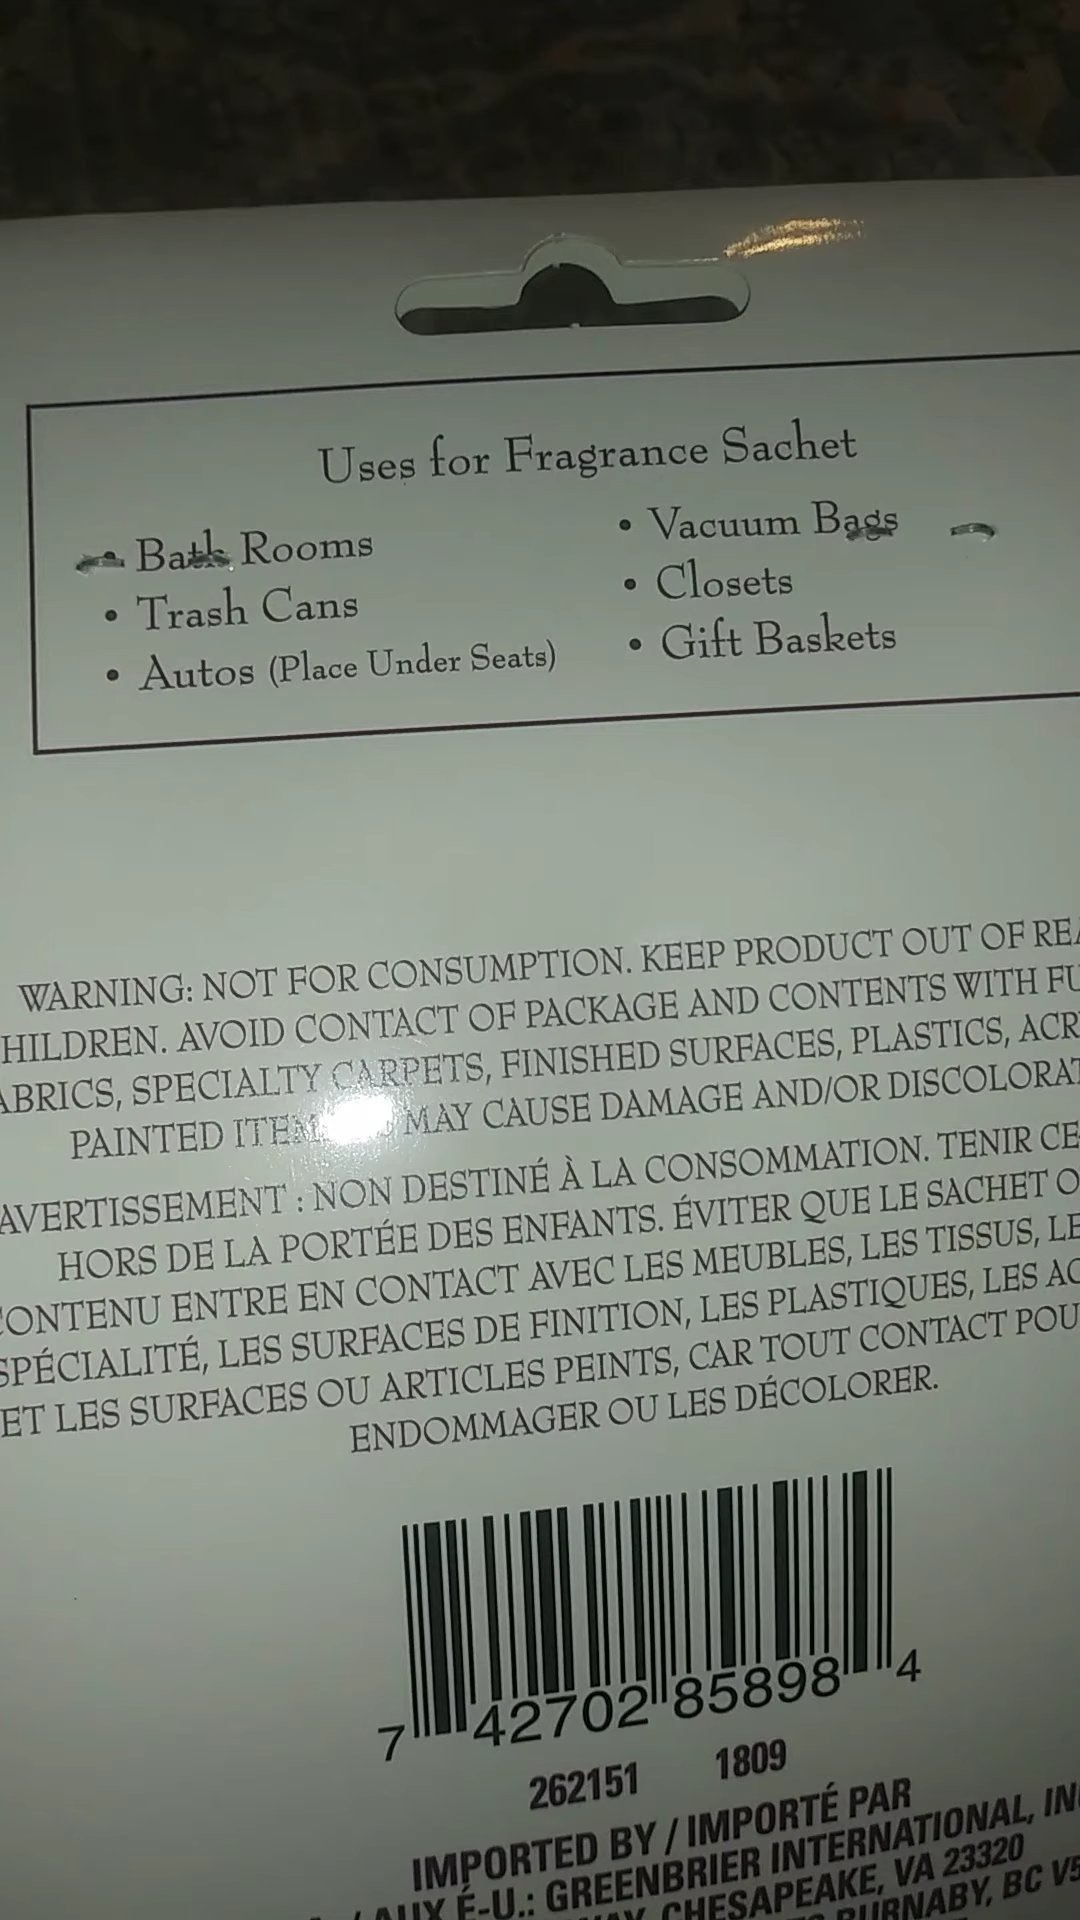 Uses for Fragrance Sachet
• Bath Rooms
• Trash Cans
• Autos (Place Under Seats)
• Vacuum Bags
• Closets
• Gift Baskets
WARNING: NOT FOR CONSUMPTION. KEEP PRODUCT OUT OF
AVOID CONTACT OF PACKAGE AND CONTENTS WITH
SPECIALTY CARPETS, FINISHED SURFACES, PLASTICS,
PAINTED MAY CAUSE DAMAGE AND/OR
AVERTISSEMENT : NON DESTINÉ À LA CONSOMMATION. TENIR CE
HORS DE LA PORTÉE DES ENFANTS. ÉVITER QUE LE SACHET
ENTRE EN CONTACT AVEC LES MEUBLES, LES TISSUS,
LES SURFACES DE FINITION, LES PLASTIQUES, LES
ET LES SURFACES OU ARTICLES PEINTS, CAR TOUT CONTACT
ENDOMMAGER OU LES DÉCOLORER.
7 42702 85898 4
262151 1809
IMPORTED BY / IMPORTÉ PAR
AUX É-U.: GREENBRIER INTERNATIONAL,
CHESAPEAKE, VA 23320
BURNABY, BC